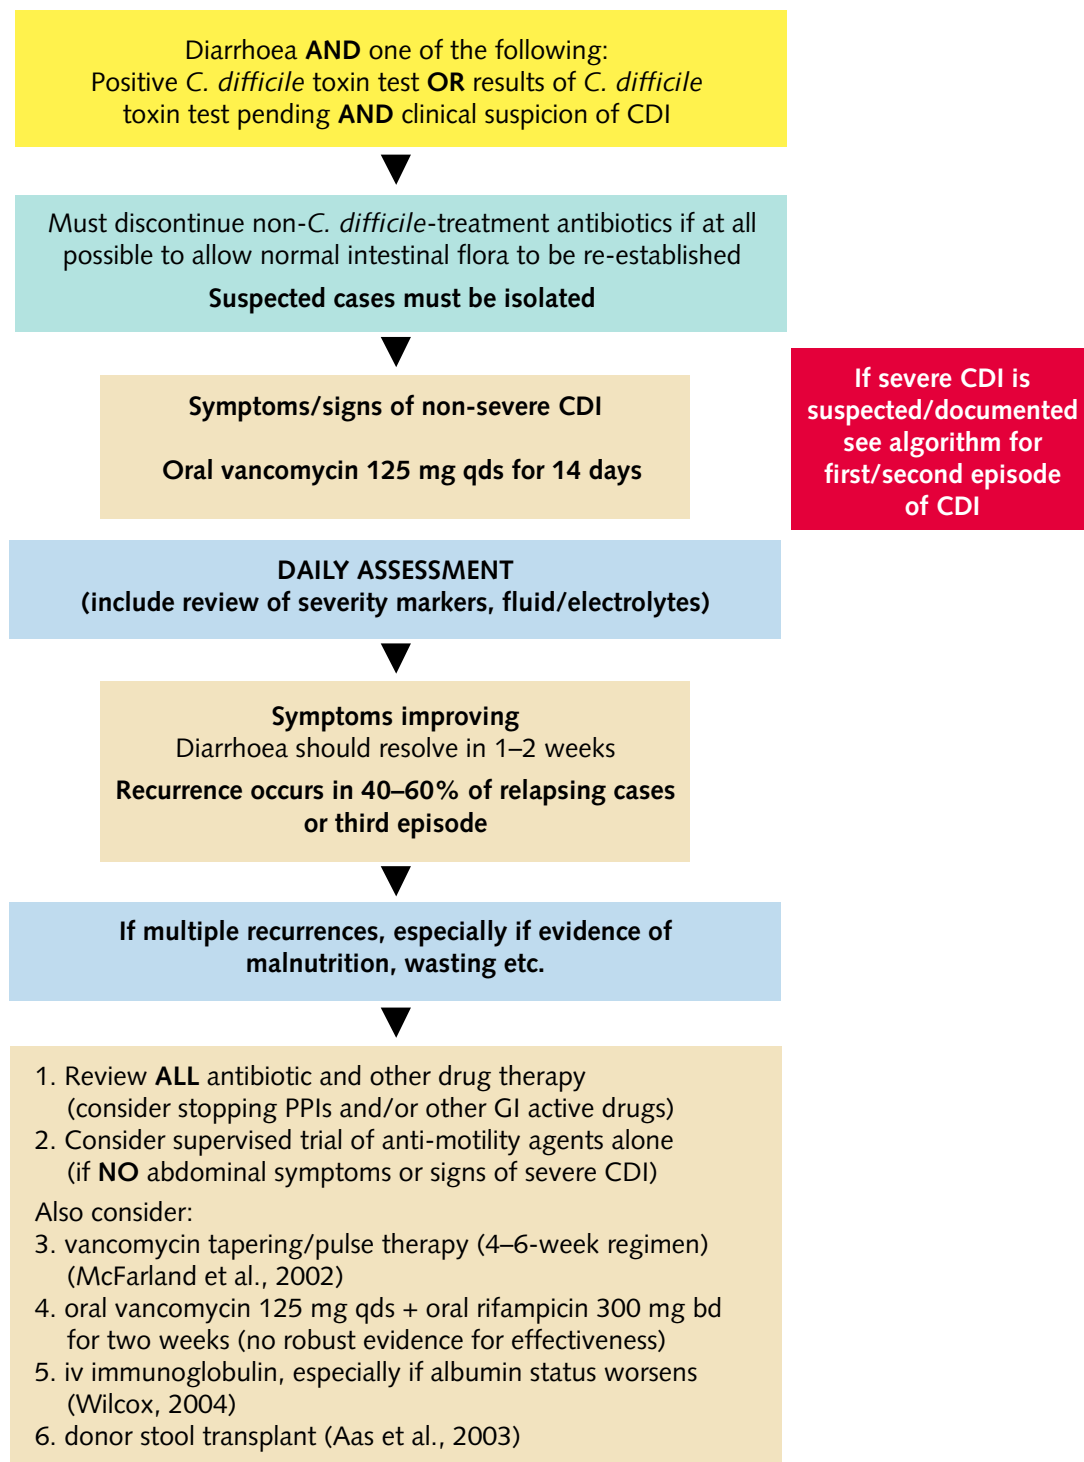 Diarrhoea AND one of the following:
Positive C. difficile toxin test OR results of C. difficile
toxin test pending AND clinical suspicion of CDI
Must discontinue non-C. difficile-treatment antibiotics if at all
possible to allow normal intestinal flora to be re-established
Suspected cases must be isolated
Symptoms/signs of non-severe CDI
Oral vancomycin 125 mg qds for 14 days
If severe CDI is
suspected/documented
see algorithm for
first/second episode
of CDI
DAILY ASSESSMENT
(include review of severity markers, fluid/electrolytes)
Symptoms improving
Diarrhoea should resolve in 1–2 weeks
Recurrence occurs in 40–60% of relapsing cases
or third episode
If multiple recurrences, especially if evidence of
malnutrition, wasting etc.
1. Review ALL antibiotic and other drug therapy
(consider stopping PPIs and/or other GI active drugs)
2. Consider supervised trial of anti-motility agents alone
(if NO abdominal symptoms or signs of severe CDI)
Also consider:
3. vancomycin tapering/pulse therapy (4–6-week regimen)
(McFarland et al., 2002)
4. oral vancomycin 125 mg qds + oral rifampicin 300 mg bd
for two weeks (no robust evidence for effectiveness)
5. iv immunoglobulin, especially if albumin status worsens
(Wilcox, 2004)
6. donor stool transplant (Aas et al., 2003)